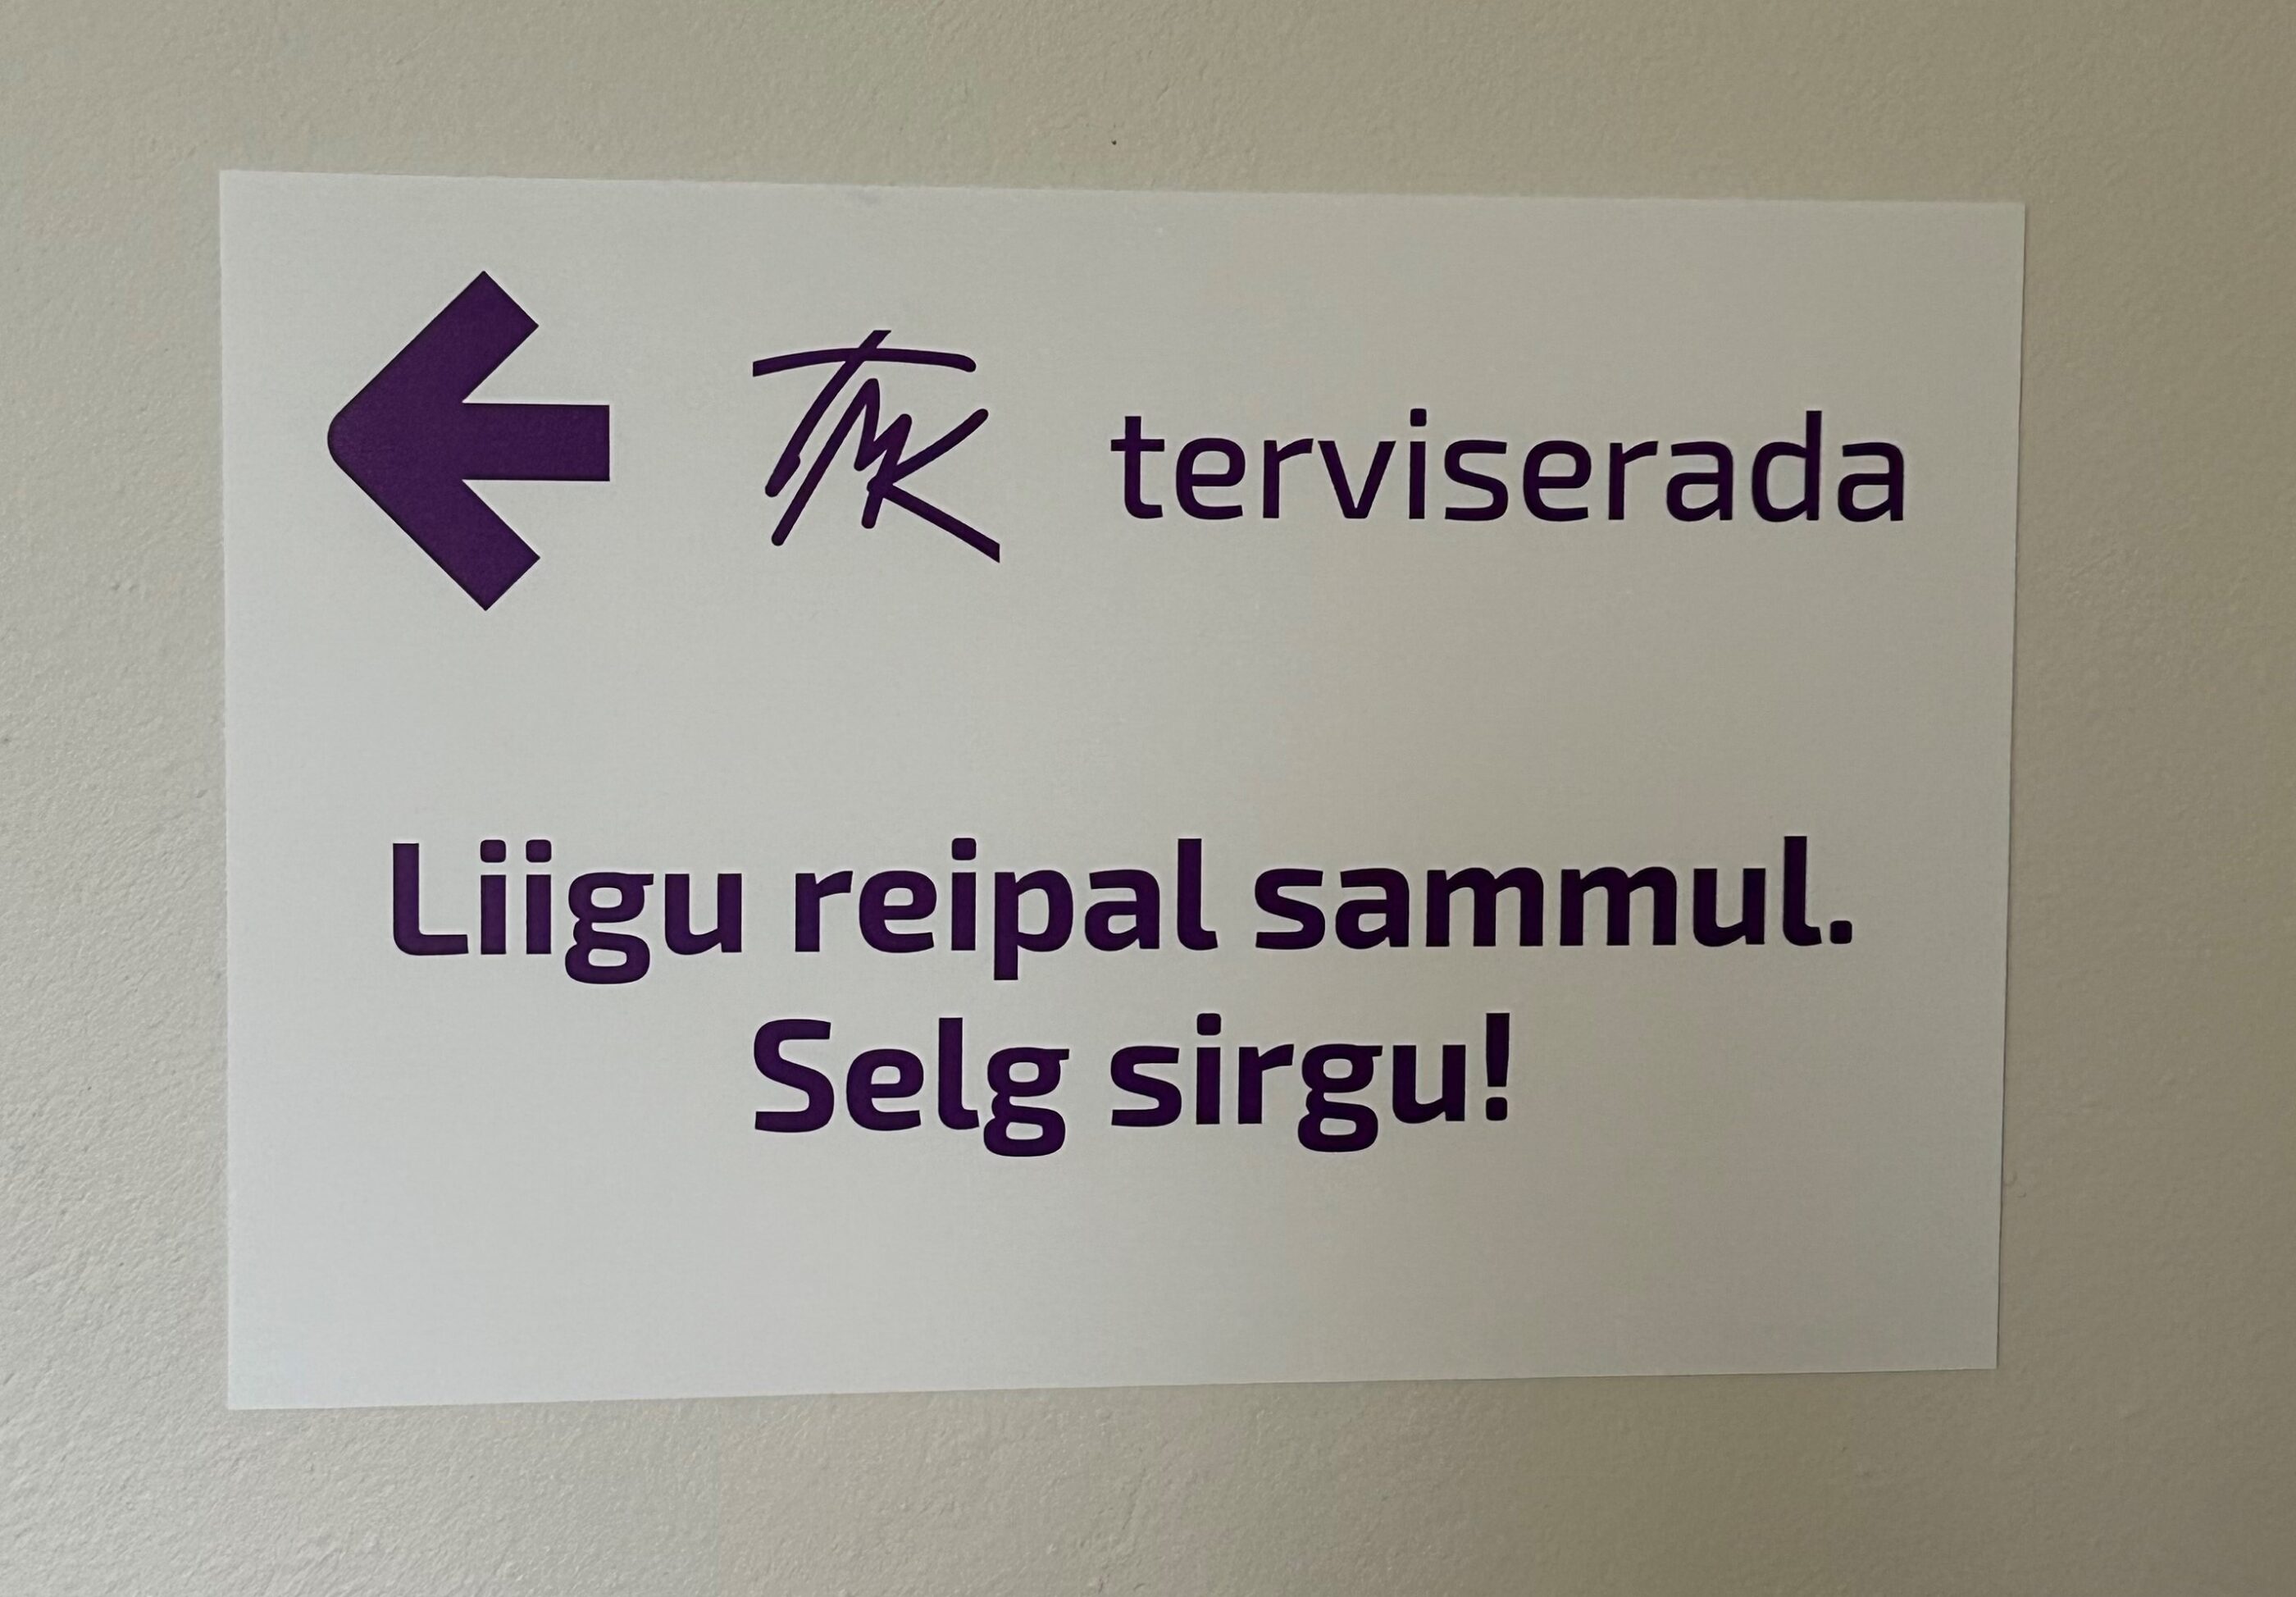 TMK terviserada
Liigu reipal sammul.
Selg sirgu!